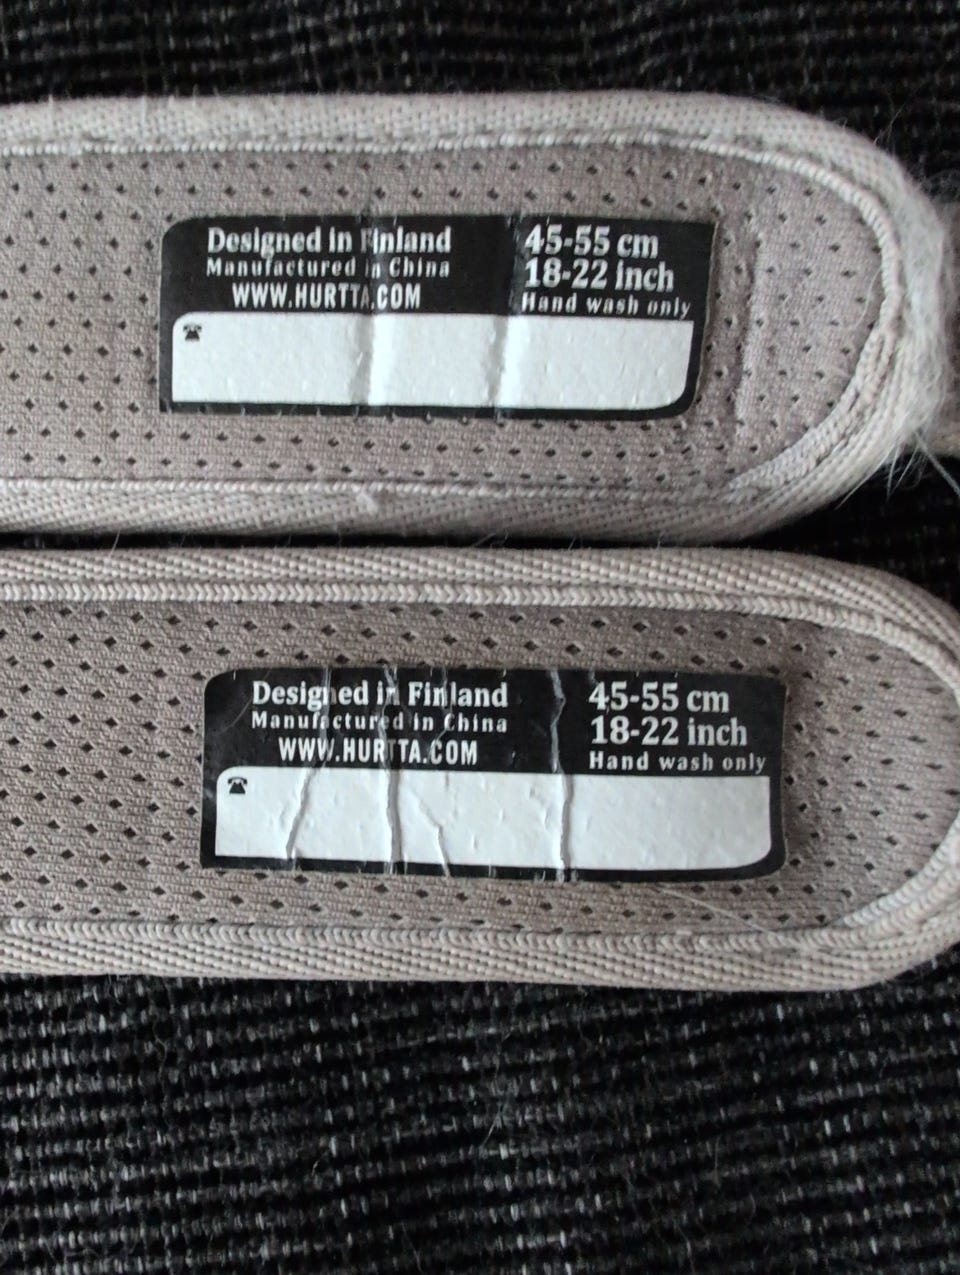 Designed in Finland
Manufactured in China
WWW.HURTTA.COM
45-55 cm
18-22 inch
Hand wash only
Designed in Finland
Manufactured in China
WWW.HURTTA.COM
45-55 cm
18-22 inch
Hand wash only